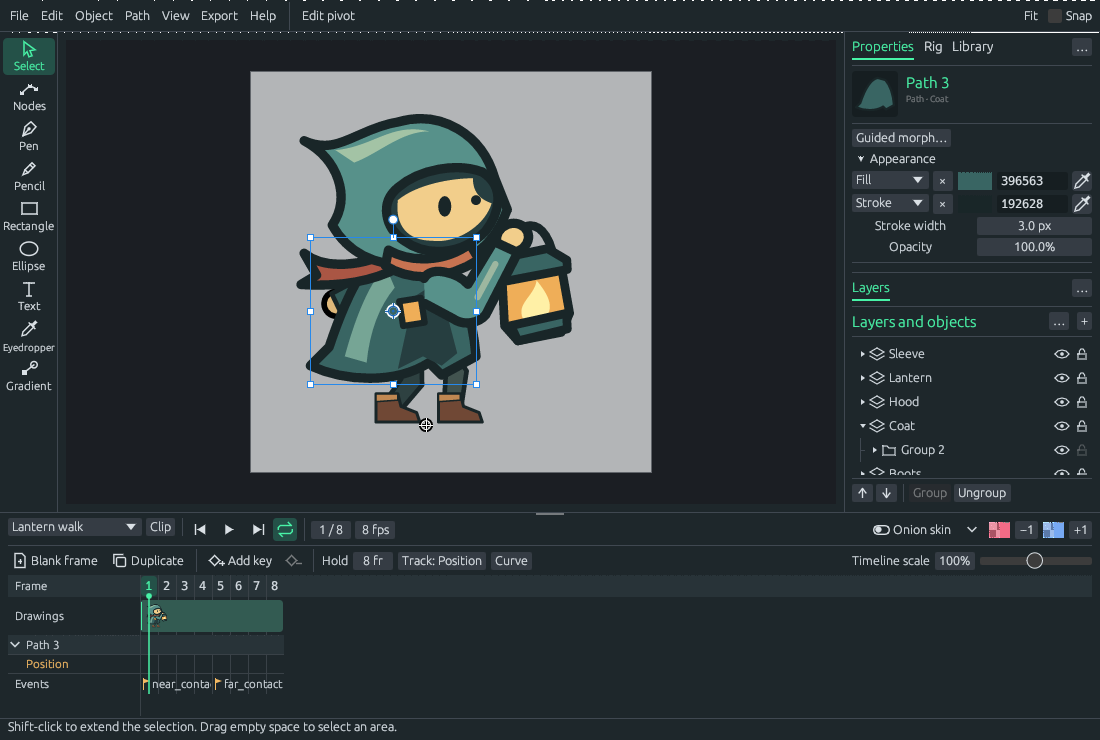 File Edit Object Path View Export Help Edit pivot Fit Snap
Select
Nodes
Pen
Pencil
Rectangle
Ellipse
Text
Eyedropper
Gradient
Properties Rig Library ...
Path 3
Path · Coat
Guided morph...
Appearance
Fill × 396563
Stroke × 192628
Stroke width 3.0 px
Opacity 100.0%
Layers ...
Layers and objects ... +
Sleeve
Lantern
Hood
Coat
Group 2
Boots
Group Ungroup
Lantern walk Clip 1 / 8 8 fps Onion skin −1 +1
Blank frame Duplicate Add key Hold 8 fr Track: Position Curve Timeline scale 100%
Frame 1 2 3 4 5 6 7 8
Drawings
Path 3
Position
Events near_conta far_contact
Shift-click to extend the selection. Drag empty space to select an area.